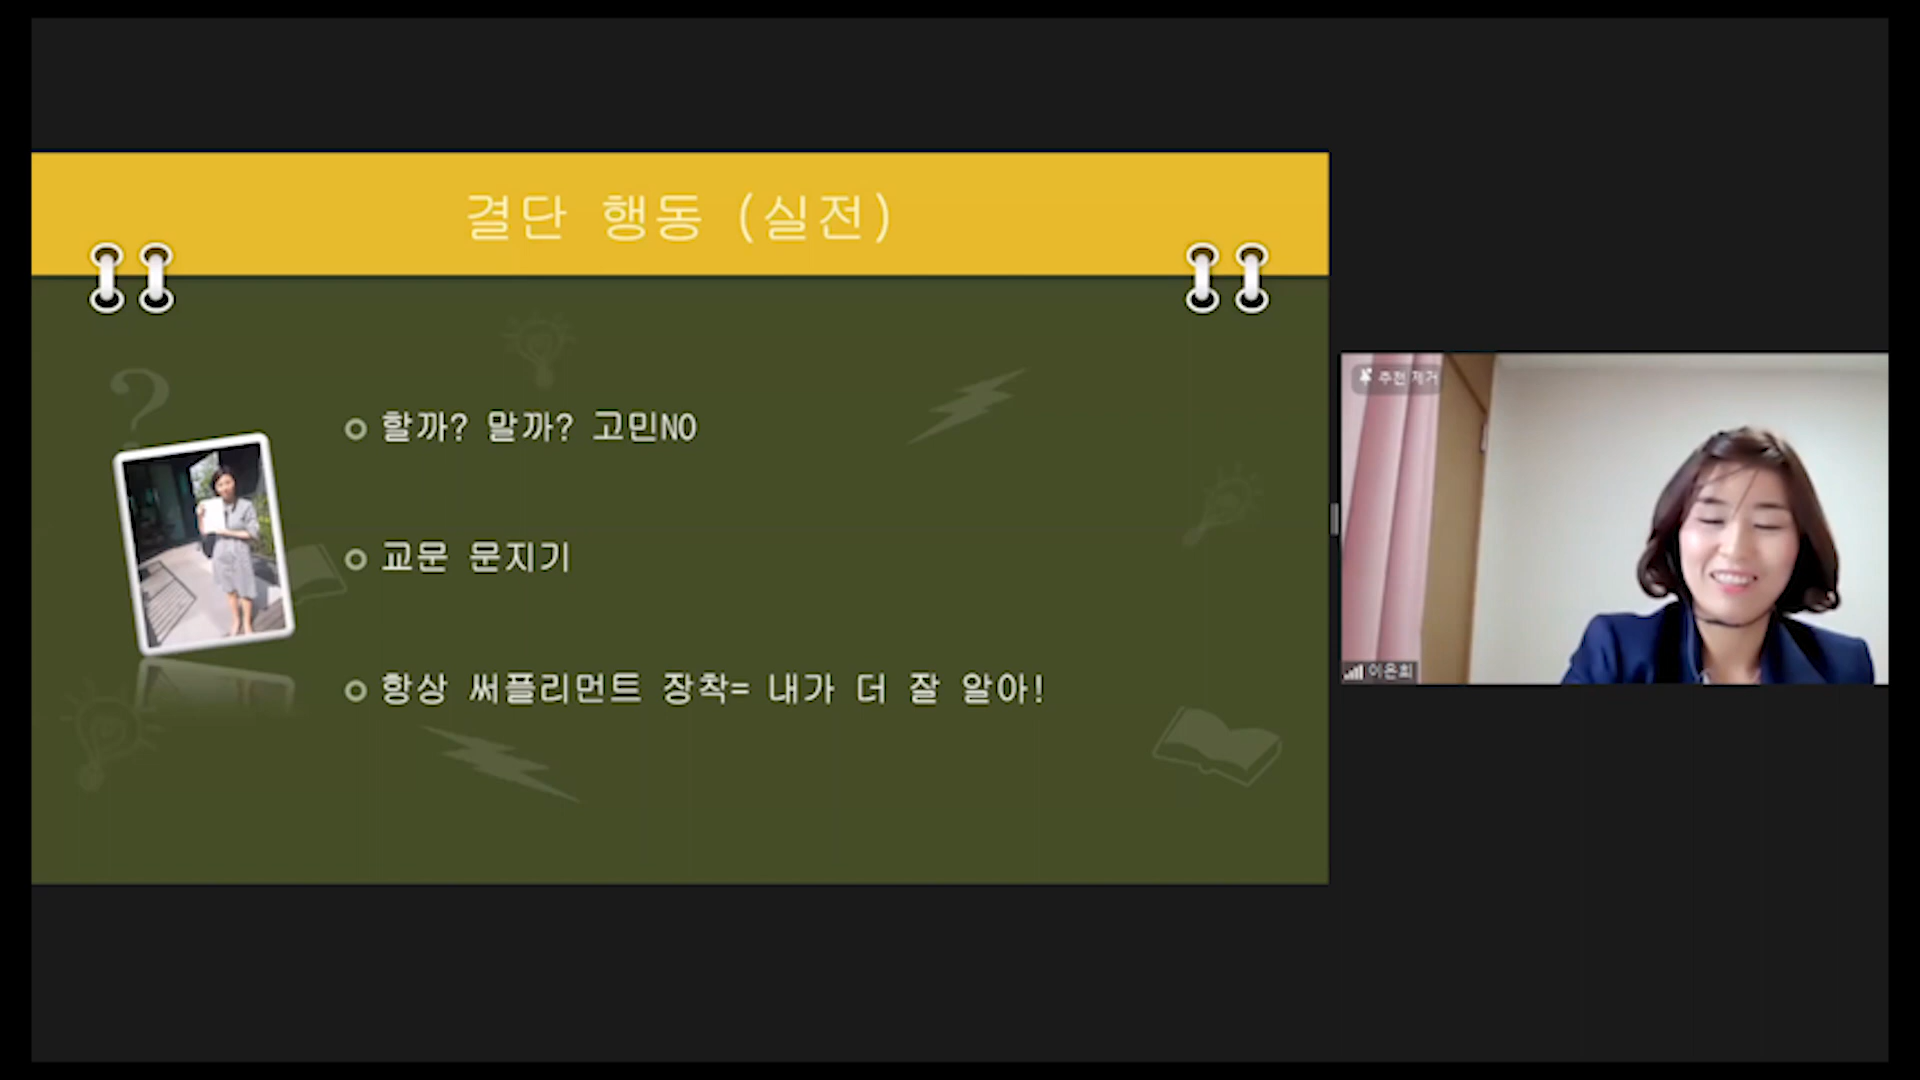 결단 행동 (실전)
할까? 말까? 고민NO
교문 문지기
항상 써플리먼트 장착= 내가 더 잘 알아!
추천 제거
이은희